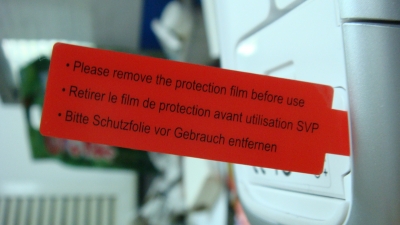 • Please remove the protection film before use
• Retirer le film de protection avant utilisation SVP
• Bitte Schutzfolie vor Gebrauch entfernen